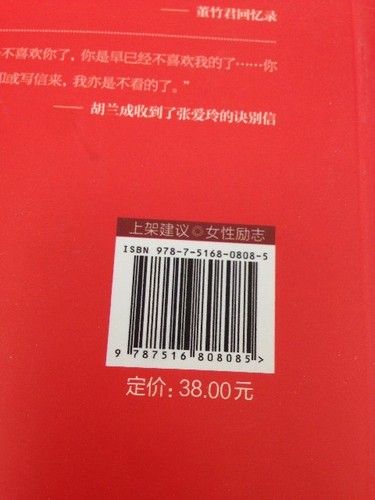 —— 董竹君回忆录
不喜欢你了，你是早已经不喜欢我的了……你
或写信来，我亦是不看的了。”
—— 胡兰成收到了张爱玲的诀别信
上架建议◎女性励志
ISBN 978-7-5168-0808-5
9 787516 808085>
定价：38.00元